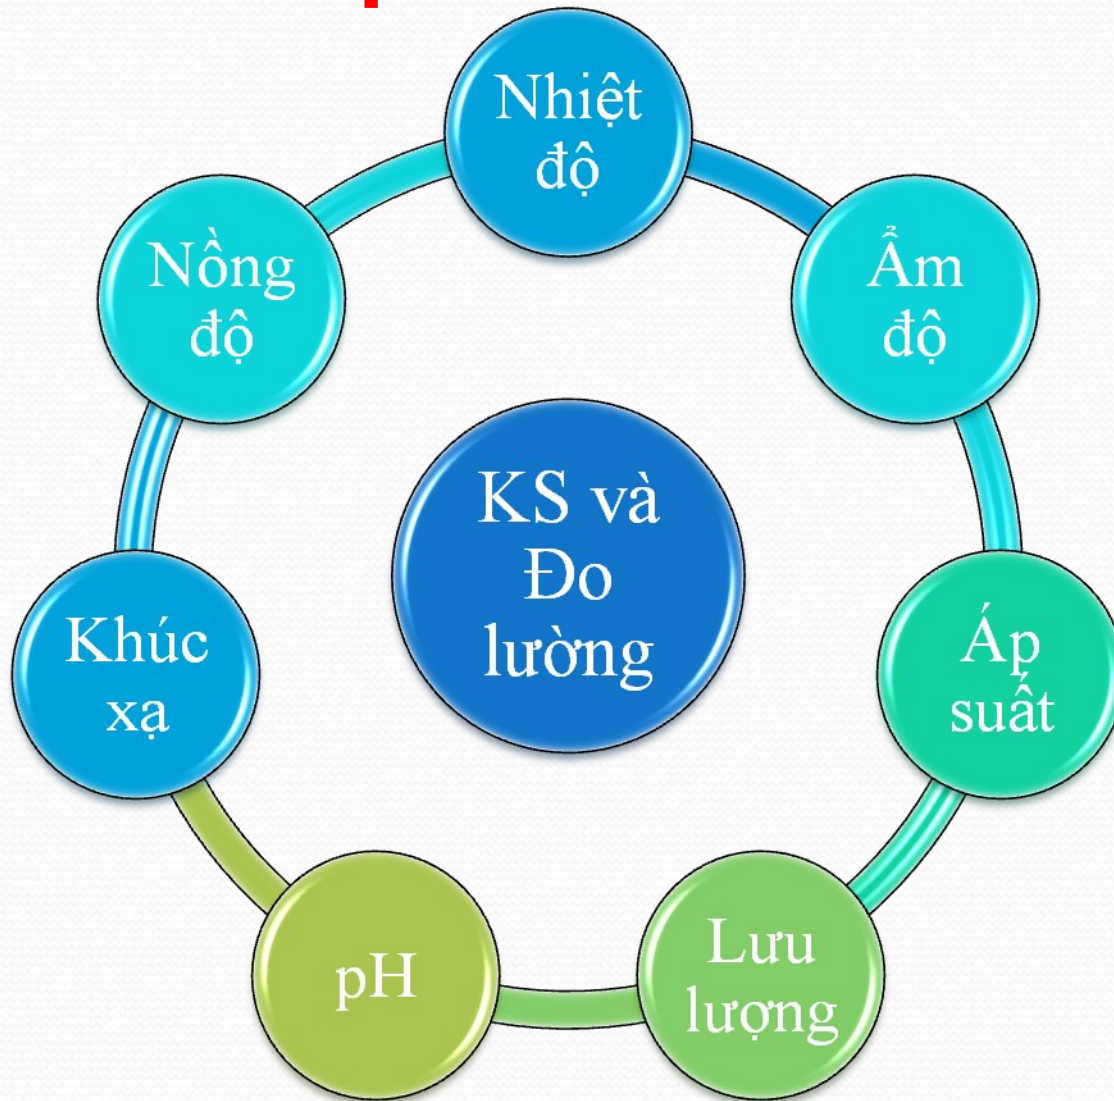 Nhiệt
độ
Ẩm
độ
Áp
suất
Lưu
lượng
pH
Khúc
xạ
Nồng
độ
KS và
Đo
lường